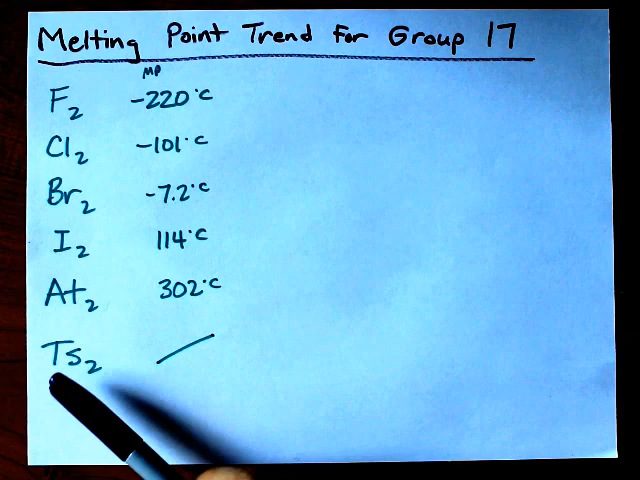 Melting Point Trend For Group 17
MP
F2 -220°C
Cl2 -101°C
Br2 -7.2°C
I2 114°C
At2 302°C
Ts2 —